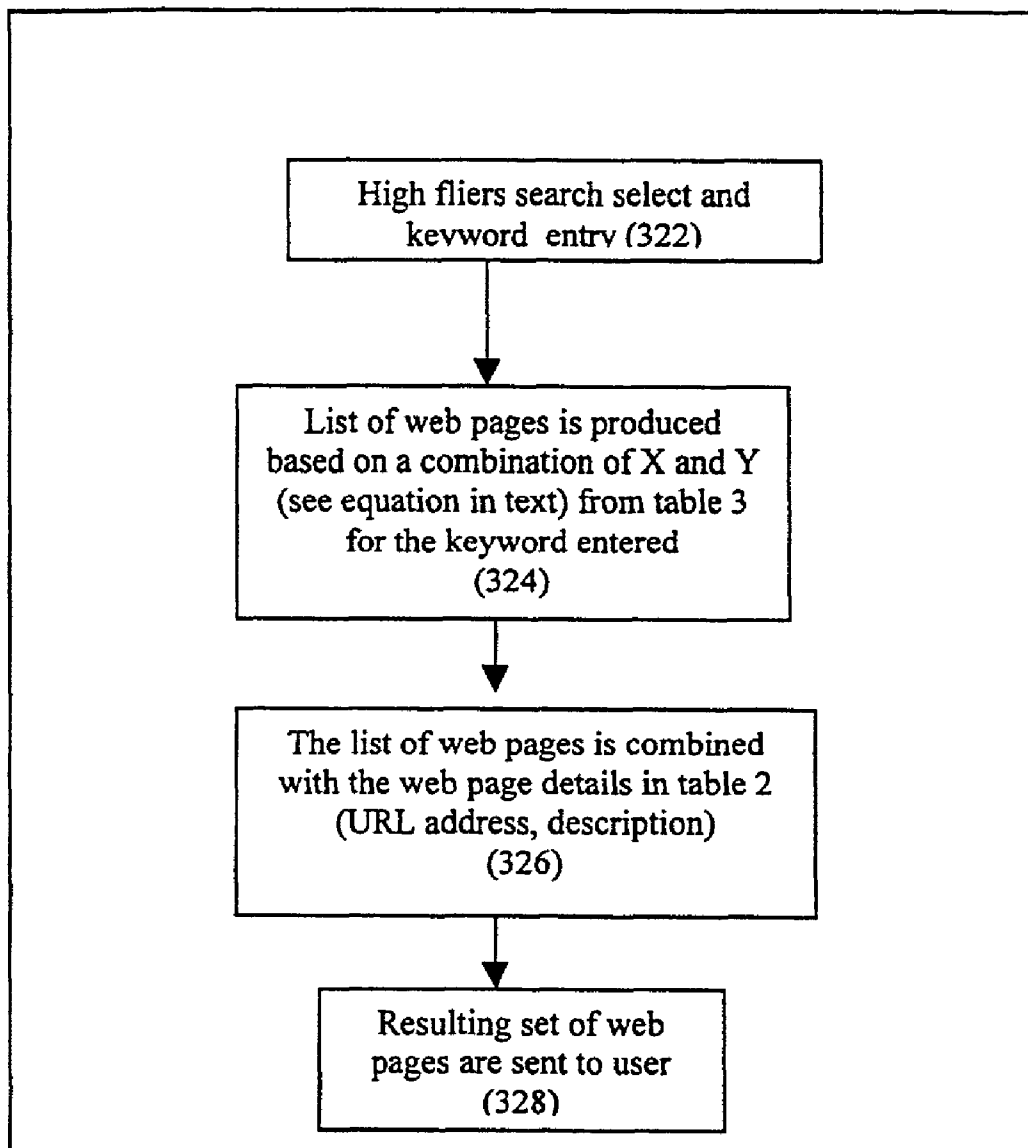 High fliers search select and
keyword entry (322)
List of web pages is produced
based on a combination of X and Y
(see equation in text) from table 3
for the keyword entered
(324)
The list of web pages is combined
with the web page details in table 2
(URL address, description)
(326)
Resulting set of web
pages are sent to user
(328)